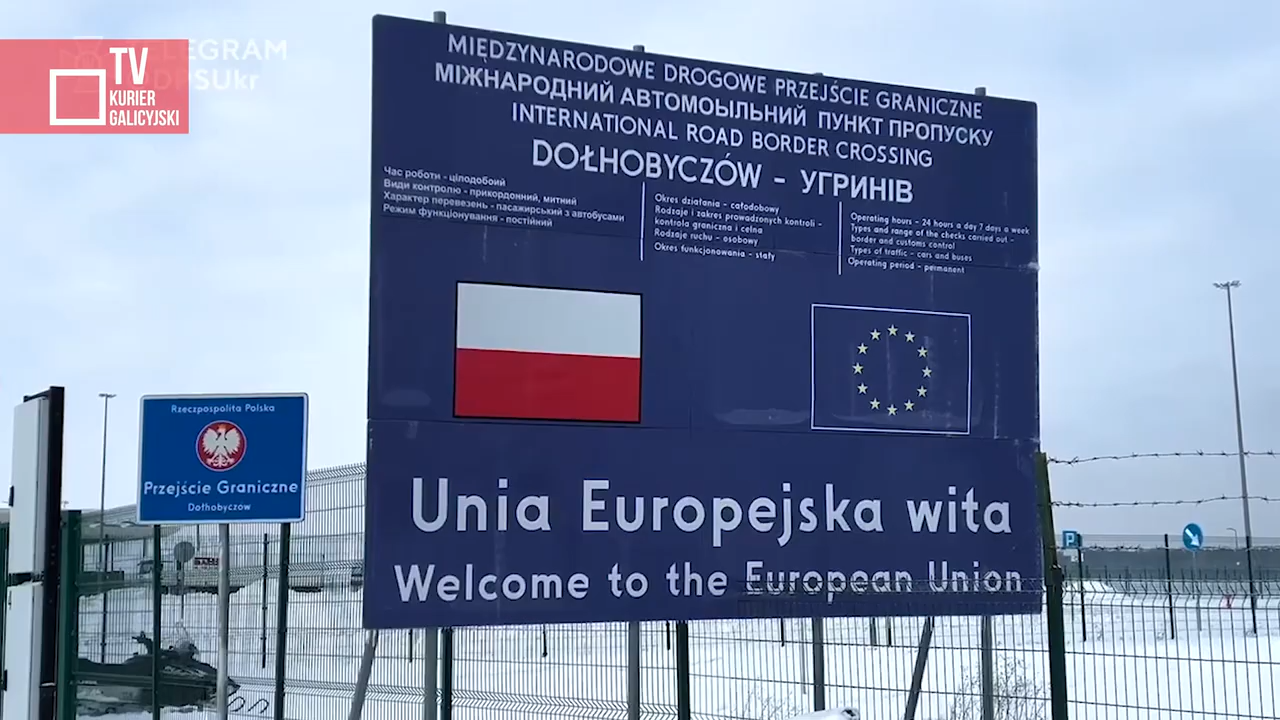 TELEGRAM
DPSUkr
TV
KURIER
GALICYJSKI
MIĘDZYNARODOWE DROGOWE PRZEJŚCIE GRANICZNE
МІЖНАРОДНИЙ АВТОМОЫЛЬНИЙ ПУНКТ ПРОПУСКУ
INTERNATIONAL ROAD BORDER CROSSING
DOŁHOBYCZÓW - УГРИНІВ
Час роботи - цілодобоий
Види контролю - прикордонний, митний
Характер перевезень - пасажирський з автобусами
Режим функціонування - постійний
Okres działania - całodobowy
Rodzaje i zakres prowadzonych kontroli -
kontrola graniczna i celna
Rodzaje ruchu - osobowy
Okres funkcjonowania - stały
Operating hours - 24 hours a day 7 days a week
Types and range of the checks carried out -
border and customs control
Types of traffic - cars and buses
Operating period - permanent
Unia Europejska wita
Welcome to the European Union
Rzeczpospolita Polska
Przejście Graniczne
Dołhobyczów
P